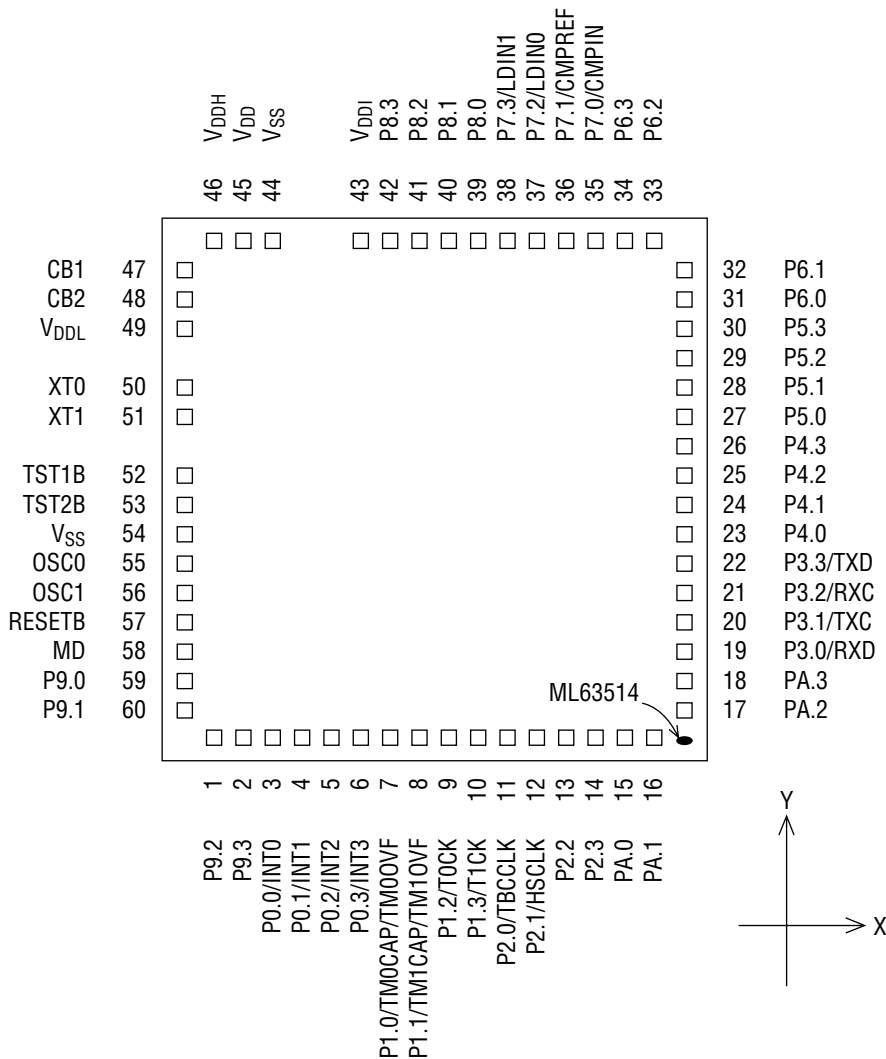 V_DDH
V_DD
V_SS
V_DDI
P8.3
P8.2
P8.1
P8.0
P7.3/LDIN1
P7.2/LDIN0
P7.1/CMPREF
P7.0/CMPIN
P6.3
P6.2
46
45
44
43
42
41
40
39
38
37
36
35
34
33
CB1 47
CB2 48
V_DDL 49
XT0 50
XT1 51
TST1B 52
TST2B 53
V_SS 54
OSC0 55
OSC1 56
RESETB 57
MD 58
P9.0 59
P9.1 60
32 P6.1
31 P6.0
30 P5.3
29 P5.2
28 P5.1
27 P5.0
26 P4.3
25 P4.2
24 P4.1
23 P4.0
22 P3.3/TXD
21 P3.2/RXC
20 P3.1/TXC
19 P3.0/RXD
18 PA.3
17 PA.2
ML63514
1
2
3
4
5
6
7
8
9
10
11
12
13
14
15
16
P9.2
P9.3
P0.0/INT0
P0.1/INT1
P0.2/INT2
P0.3/INT3
P1.0/TM0CAP/TM0OVF
P1.1/TM1CAP/TM1OVF
P1.2/T0CK
P1.3/T1CK
P2.0/TBCCLK
P2.1/HSCLK
P2.2
P2.3
PA.0
PA.1
Y
X